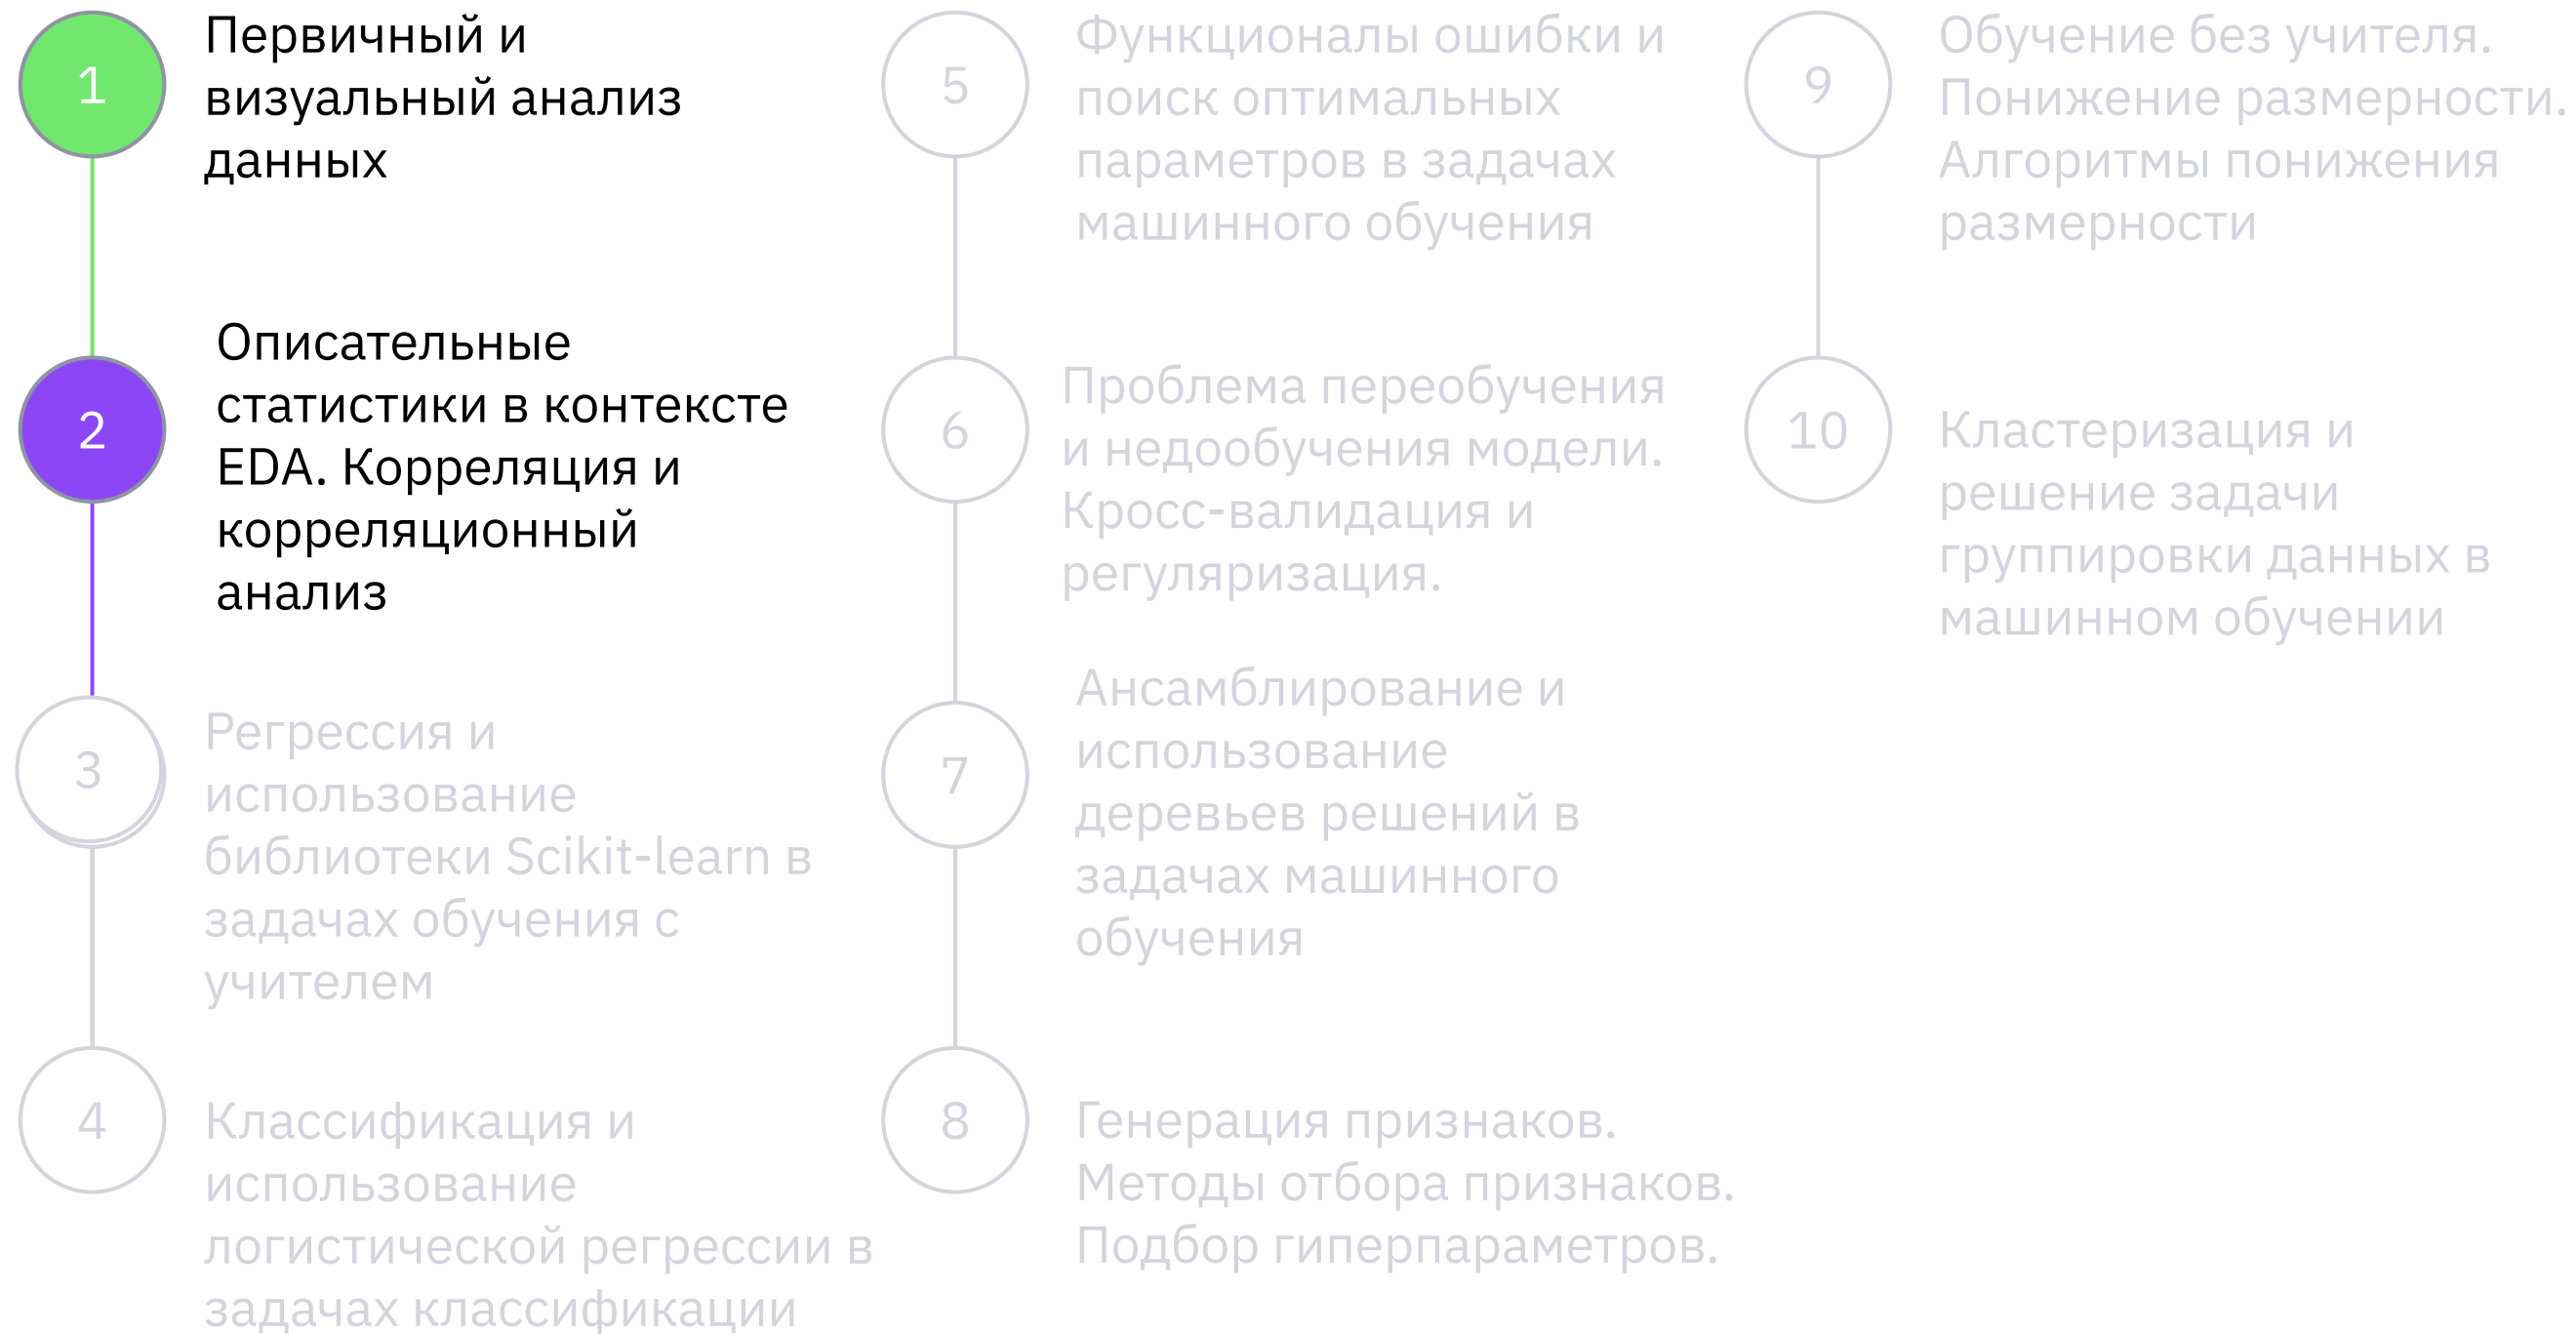 1
Первичный и
визуальный анализ
данных
2
Описательные
статистики в контексте
EDA. Корреляция и
корреляционный
анализ
3
Регрессия и
использование
библиотеки Scikit-learn в
задачах обучения с
учителем
4
Классификация и
использование
логистической регрессии в
задачах классификации
5
Функционалы ошибки и
поиск оптимальных
параметров в задачах
машинного обучения
6
Проблема переобучения
и недообучения модели.
Кросс-валидация и
регуляризация.
7
Ансамблирование и
использование
деревьев решений в
задачах машинного
обучения
8
Генерация признаков.
Методы отбора признаков.
Подбор гиперпараметров.
9
Обучение без учителя.
Понижение размерности.
Алгоритмы понижения
размерности
10
Кластеризация и
решение задачи
группировки данных в
машинном обучении